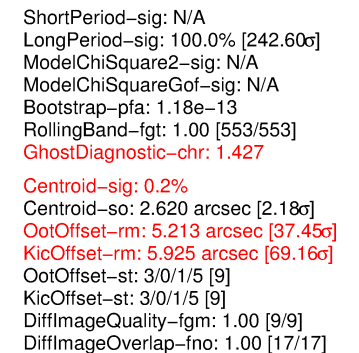 ShortPeriod−sig: N/A
LongPeriod−sig: 100.0% [242.60σ]
ModelChiSquare2−sig: N/A
ModelChiSquareGof−sig: N/A
Bootstrap−pfa: 1.18e−13
RollingBand−fgt: 1.00 [553/553]
GhostDiagnostic−chr: 1.427
Centroid−sig: 0.2%
Centroid−so: 2.620 arcsec [2.18σ]
OotOffset−rm: 5.213 arcsec [37.45σ]
KicOffset−rm: 5.925 arcsec [69.16σ]
OotOffset−st: 3/0/1/5 [9]
KicOffset−st: 3/0/1/5 [9]
DiffImageQuality−fgm: 1.00 [9/9]
DiffImageOverlap−fno: 1.00 [17/17]